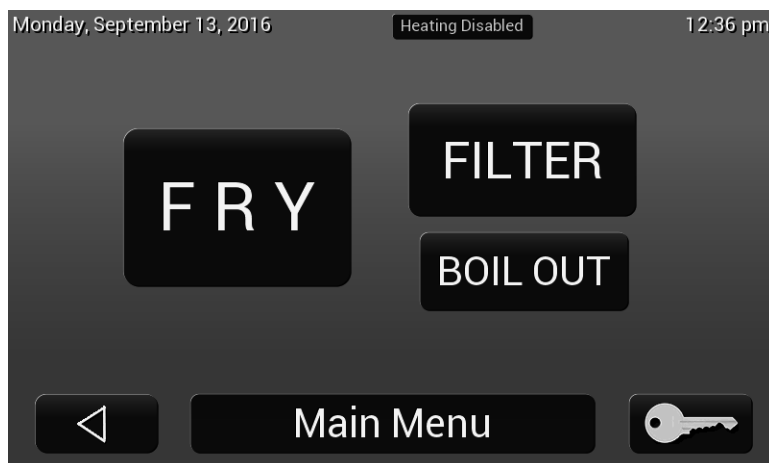 Monday, September 13, 2016
Heating Disabled
12:36 pm
F R Y
FILTER
BOIL OUT
Main Menu